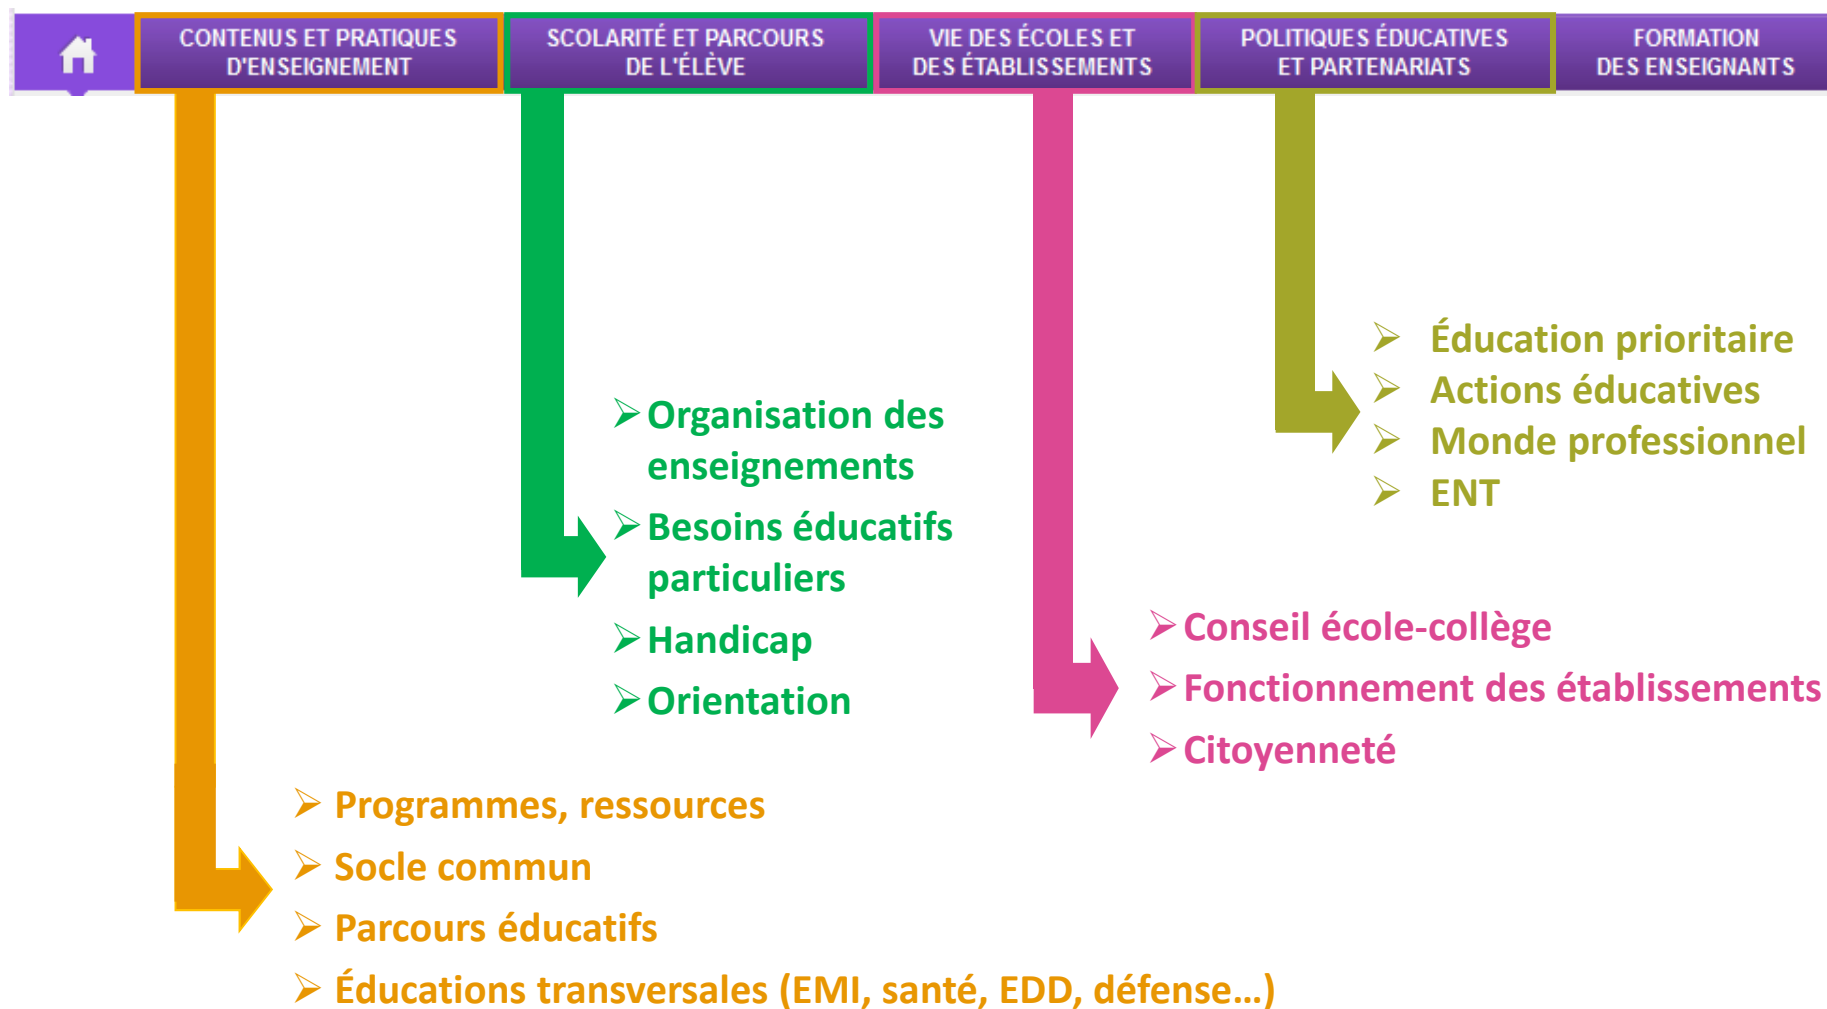 CONTENUS ET PRATIQUES
D'ENSEIGNEMENT
SCOLARITÉ ET PARCOURS
DE L'ÉLÈVE
VIE DES ÉCOLES ET
DES ÉTABLISSEMENTS
POLITIQUES ÉDUCATIVES
ET PARTENARIATS
FORMATION
DES ENSEIGNANTS
Éducation prioritaire
Actions éducatives
Monde professionnel
ENT
Organisation des
enseignements
Besoins éducatifs
particuliers
Handicap
Orientation
Conseil école-collège
Fonctionnement des établissements
Citoyenneté
Programmes, ressources
Socle commun
Parcours éducatifs
Éducations transversales (EMI, santé, EDD, défense…)